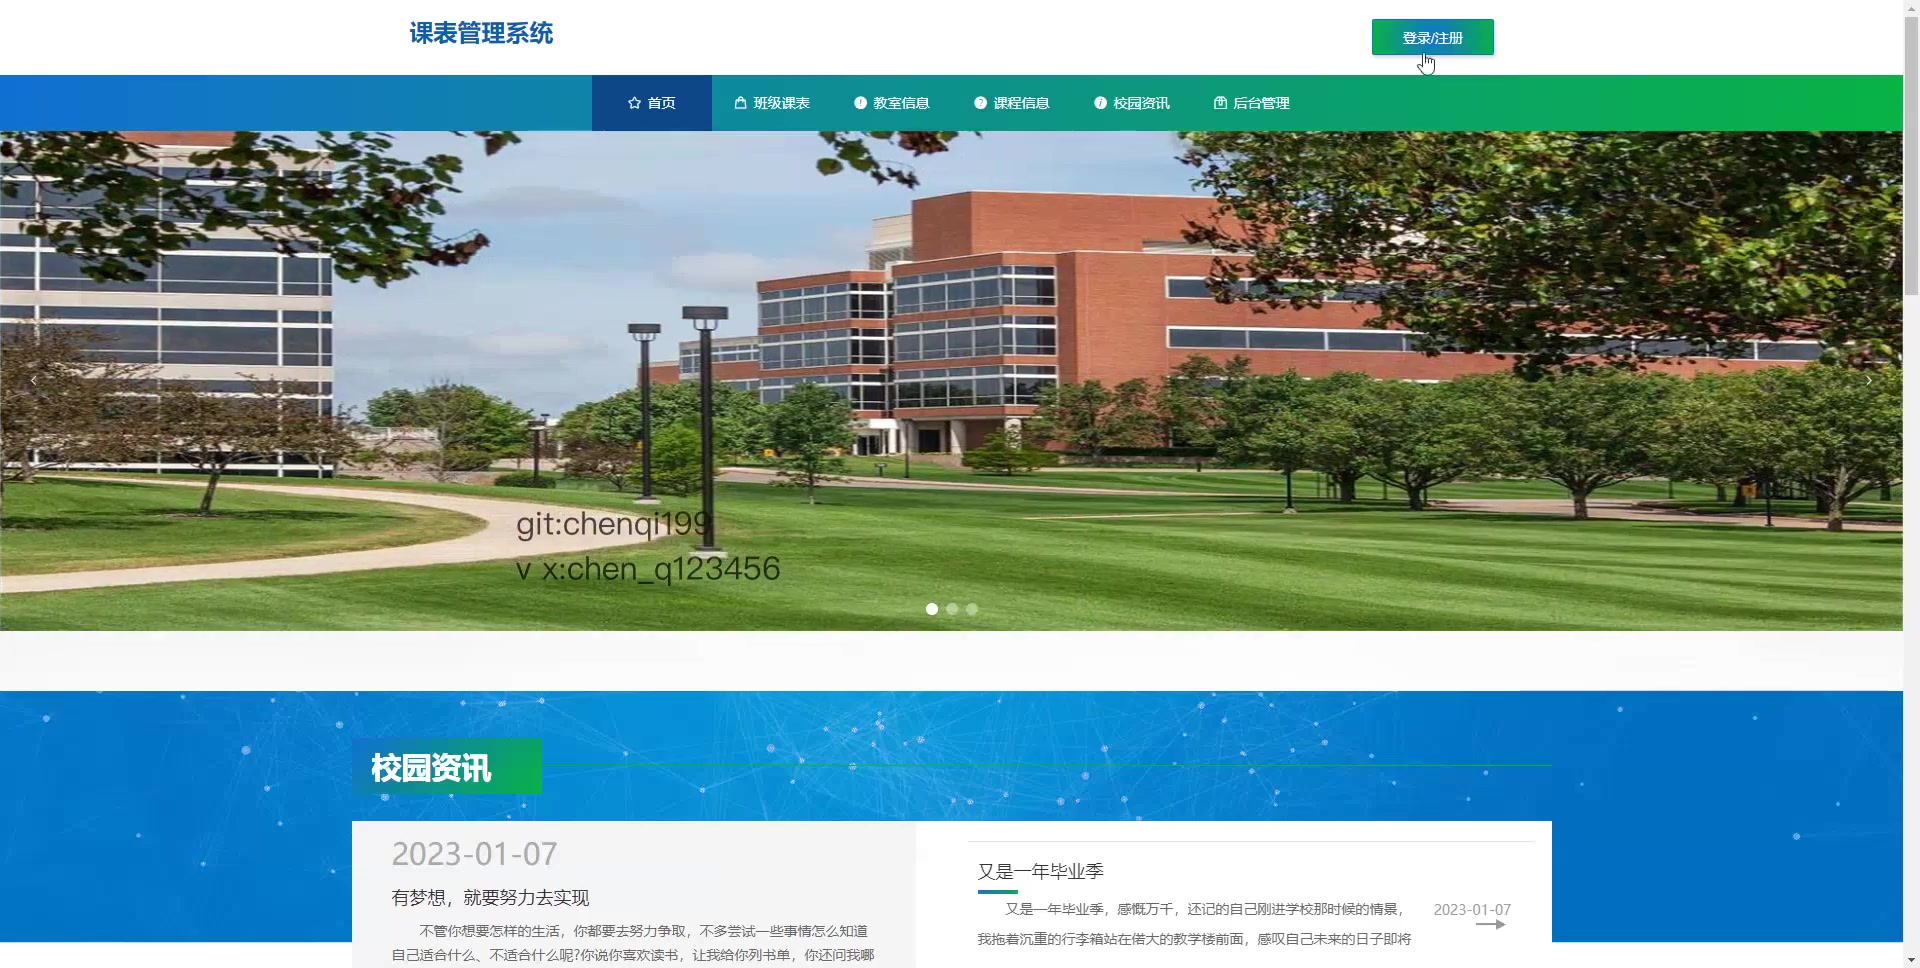 课表管理系统
登录/注册
首页
班级课表
教室信息
课程信息
校园资讯
后台管理
git:chenqi199
v x:chen_q123456
校园资讯
2023-01-07
有梦想，就要努力去实现
不管你想要怎样的生活，你都要去努力争取，不多尝试一些事情怎么知道
自己适合什么、不适合什么呢?你说你喜欢读书，让我给你列书单，你还问我哪
又是一年毕业季
又是一年毕业季，感慨万千，还记的自己刚进学校那时候的情景，
我拖着沉重的行李箱站在偌大的教学楼前面，感叹自己未来的日子即将
2023-01-07